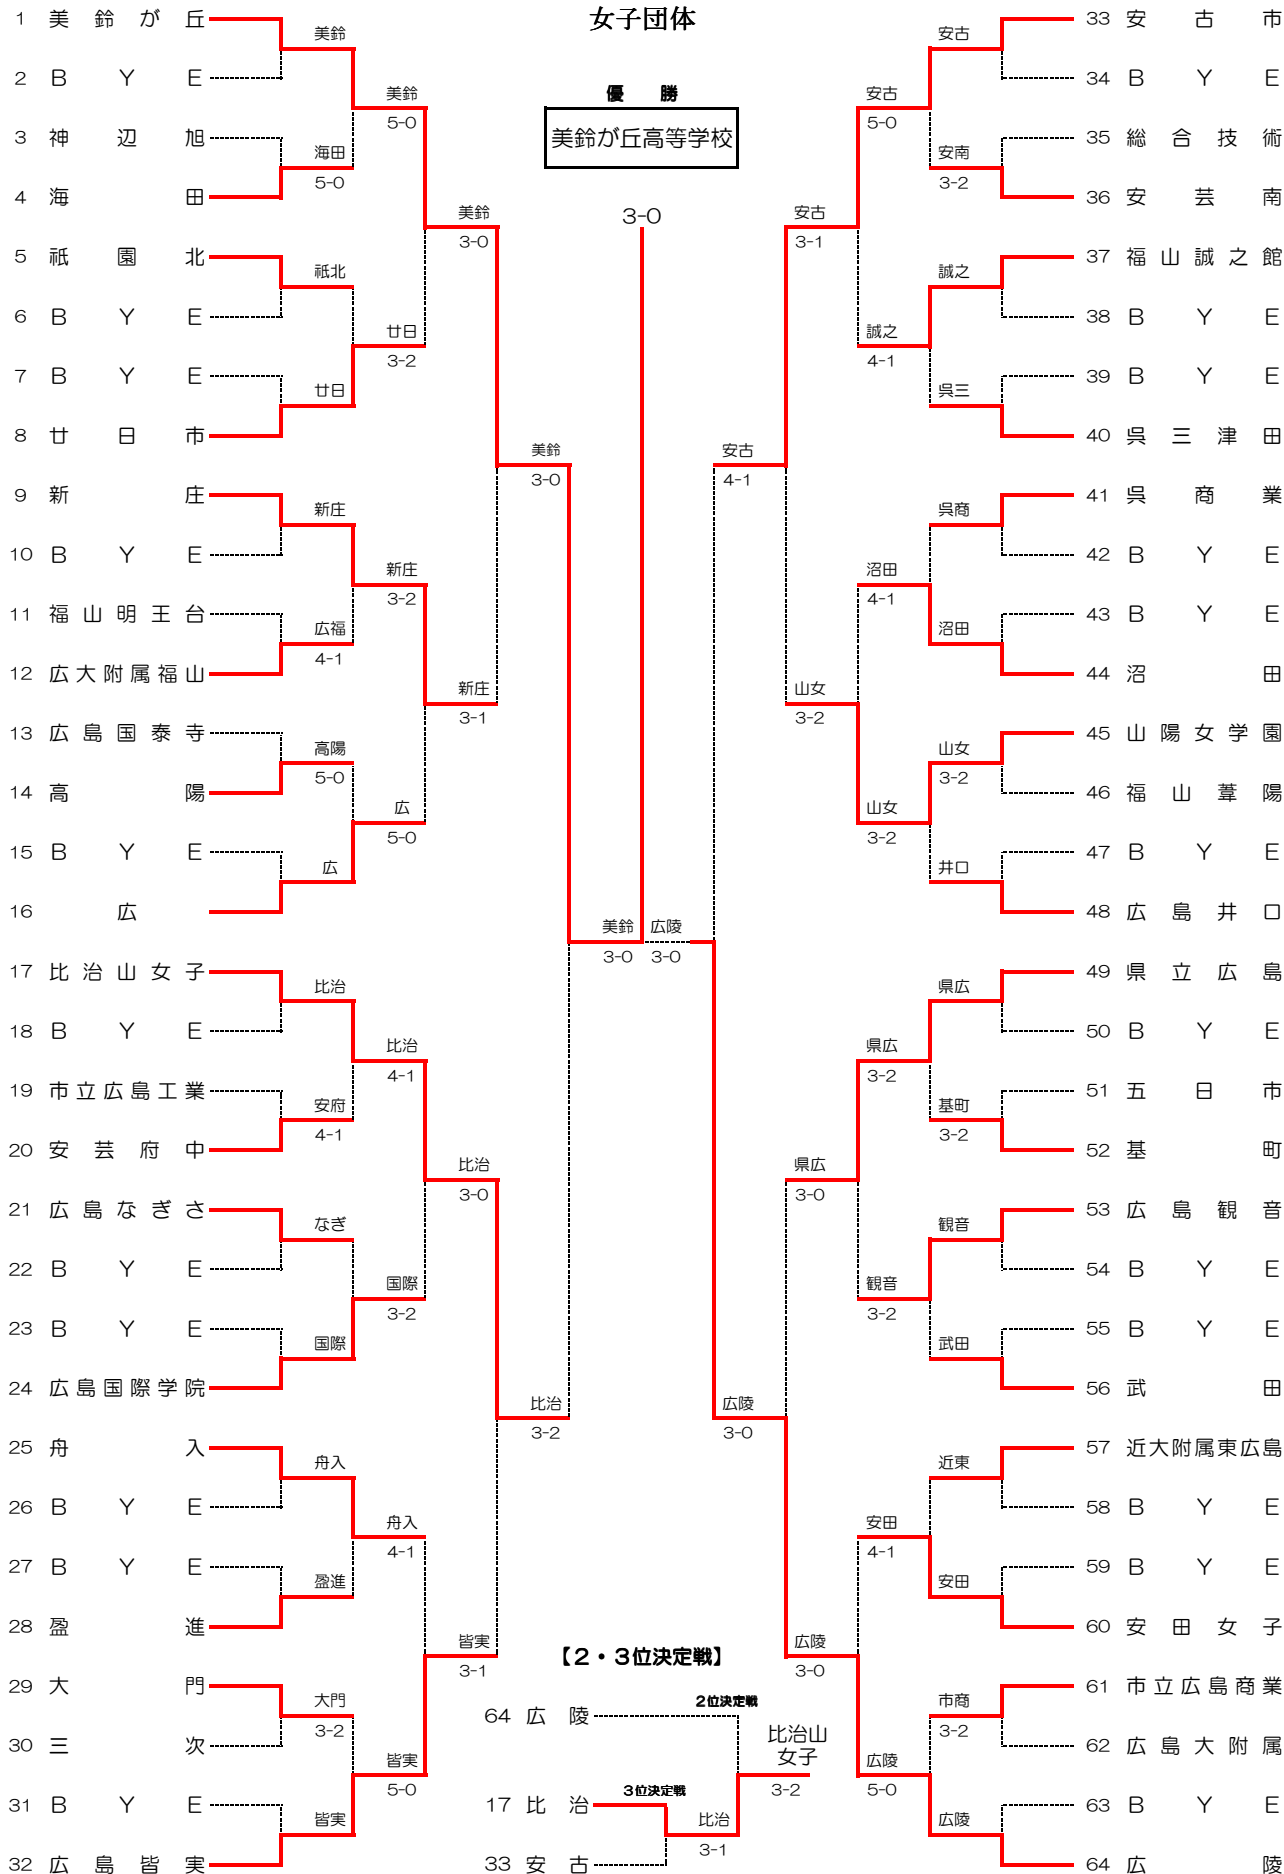 女子団体
優　勝
美鈴が丘高等学校
3-0
1 美鈴が丘
2 BYE
3 神辺旭
4 海田
5 祇園北
6 BYE
7 BYE
8 廿日市
9 新庄
10 BYE
11 福山明王台
12 広大附属福山
13 広島国泰寺
14 高陽
15 BYE
16 広
17 比治山女子
18 BYE
19 市立広島工業
20 安芸府中
21 広島なぎさ
22 BYE
23 BYE
24 広島国際学院
25 舟入
26 BYE
27 BYE
28 盈進
29 大門
30 三次
31 BYE
32 広島皆実
美鈴
海田
5-0
祇北
廿日
新庄
広福
4-1
高陽
5-0
広
比治
安府
4-1
なぎ
国際
舟入
盈進
大門
3-2
皆実
美鈴
5-0
廿日
3-2
新庄
3-2
広
5-0
比治
4-1
国際
3-2
舟入
4-1
皆実
5-0
美鈴
3-0
新庄
3-1
比治
3-0
皆実
3-1
美鈴
3-0
比治
3-2
美鈴
3-0
広陵
3-0
安古
4-1
広陵
3-0
安古
3-1
山女
3-2
県広
3-0
広陵
3-0
安古
5-0
誠之
4-1
沼田
4-1
山女
3-2
県広
3-2
観音
3-2
安田
4-1
広陵
5-0
安古
安南
3-2
誠之
呉三
呉商
沼田
山女
3-2
井口
県広
基町
3-2
観音
武田
近東
安田
市商
3-2
広陵
33 安古市
34 BYE
35 総合技術
36 安芸南
37 福山誠之館
38 BYE
39 BYE
40 呉三津田
41 呉商業
42 BYE
43 BYE
44 沼田
45 山陽女学園
46 福山葦陽
47 BYE
48 広島井口
49 県立広島
50 BYE
51 五日市
52 基町
53 広島観音
54 BYE
55 BYE
56 武田
57 近大附属東広島
58 BYE
59 BYE
60 安田女子
61 市立広島商業
62 広島大附属
63 BYE
64 広陵
【２・３位決定戦】
2位決定戦
64 広陵
比治山
女子
3-2
3位決定戦
17 比治
比治
3-1
33 安古